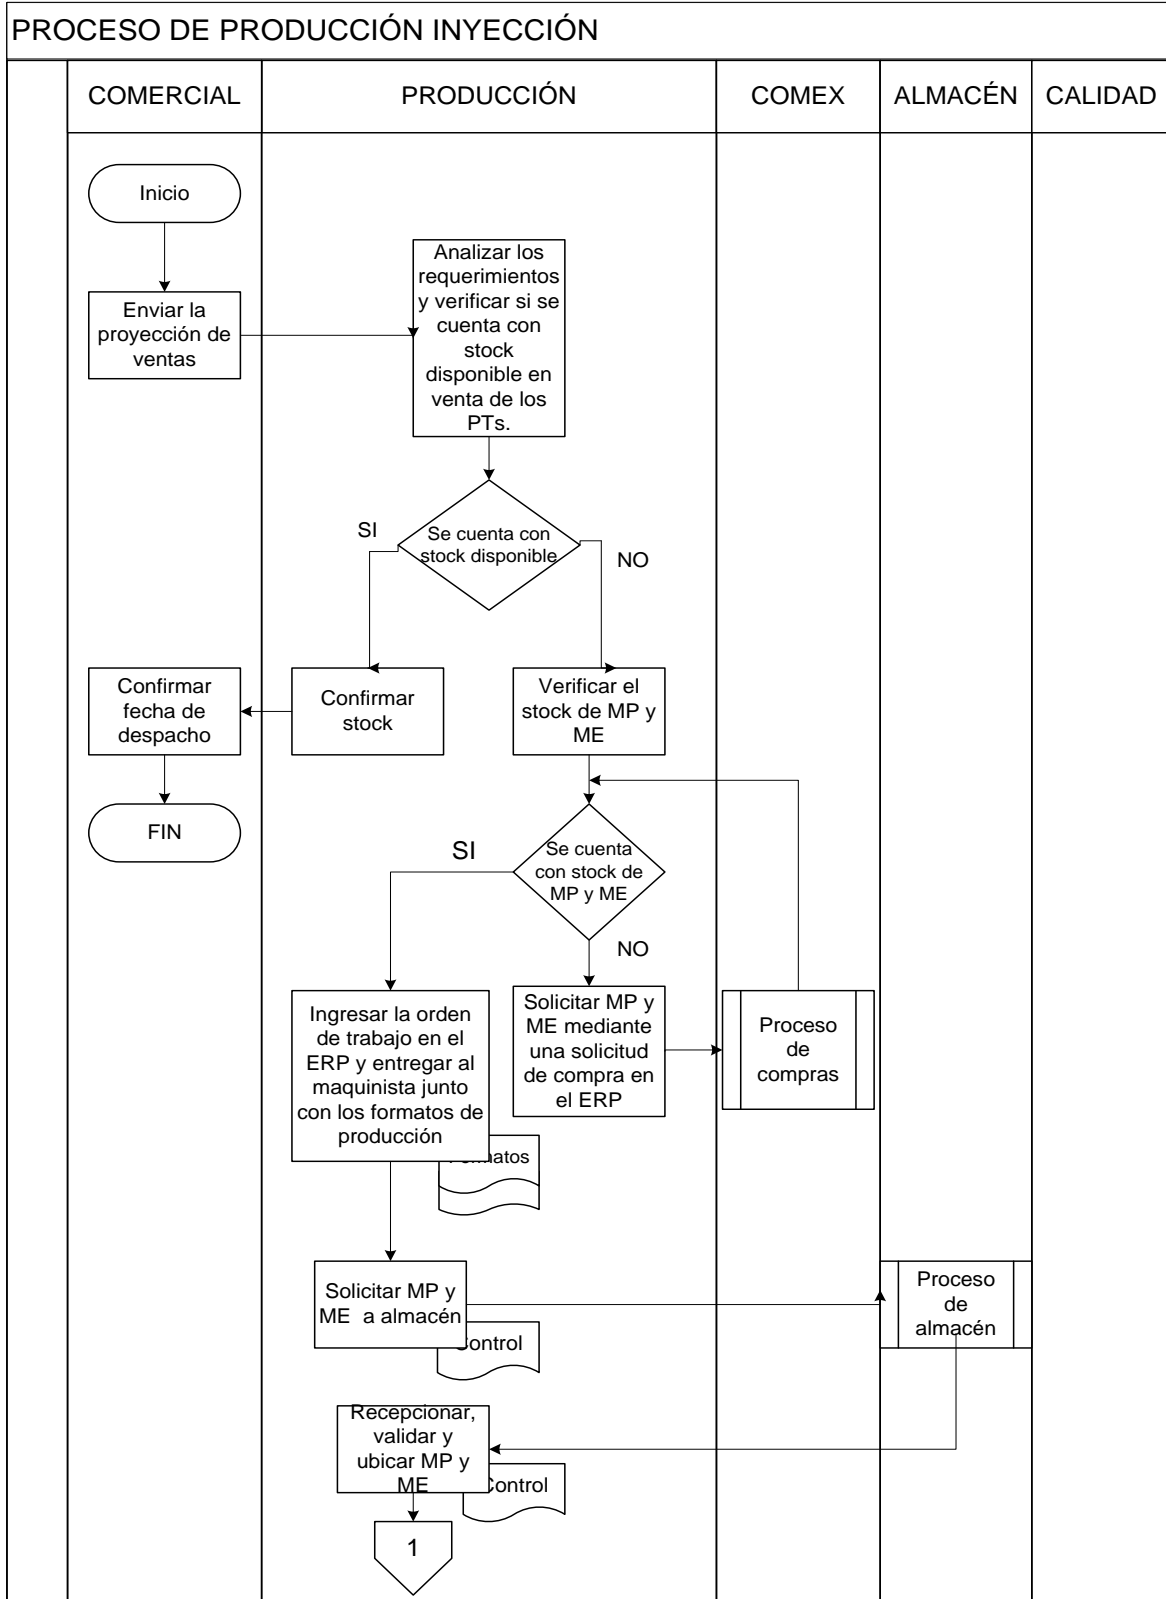 PROCESO DE PRODUCCIÓN INYECCIÓN
COMERCIAL
PRODUCCIÓN
COMEX
ALMACÉN
CALIDAD
Inicio
Enviar la
proyección de
ventas
Analizar los
requerimientos
y verificar si se
cuenta con
stock
disponible en
venta de los
PTs.
Se cuenta con
stock disponible
SI
NO
Confirmar
fecha de
despacho
Confirmar
stock
Verificar el
stock de MP y
ME
FIN
Se cuenta
con stock de
MP y ME
SI
NO
Ingresar la orden
de trabajo en el
ERP y entregar al
maquinista junto
con los formatos de
producción
Solicitar MP y
ME mediante
una solicitud
de compra en
el ERP
Proceso
de
compras
Formatos
Solicitar MP y
ME a almacén
Control
Proceso
de
almacén
Recepcionar,
validar y
ubicar MP y
ME
Control
1